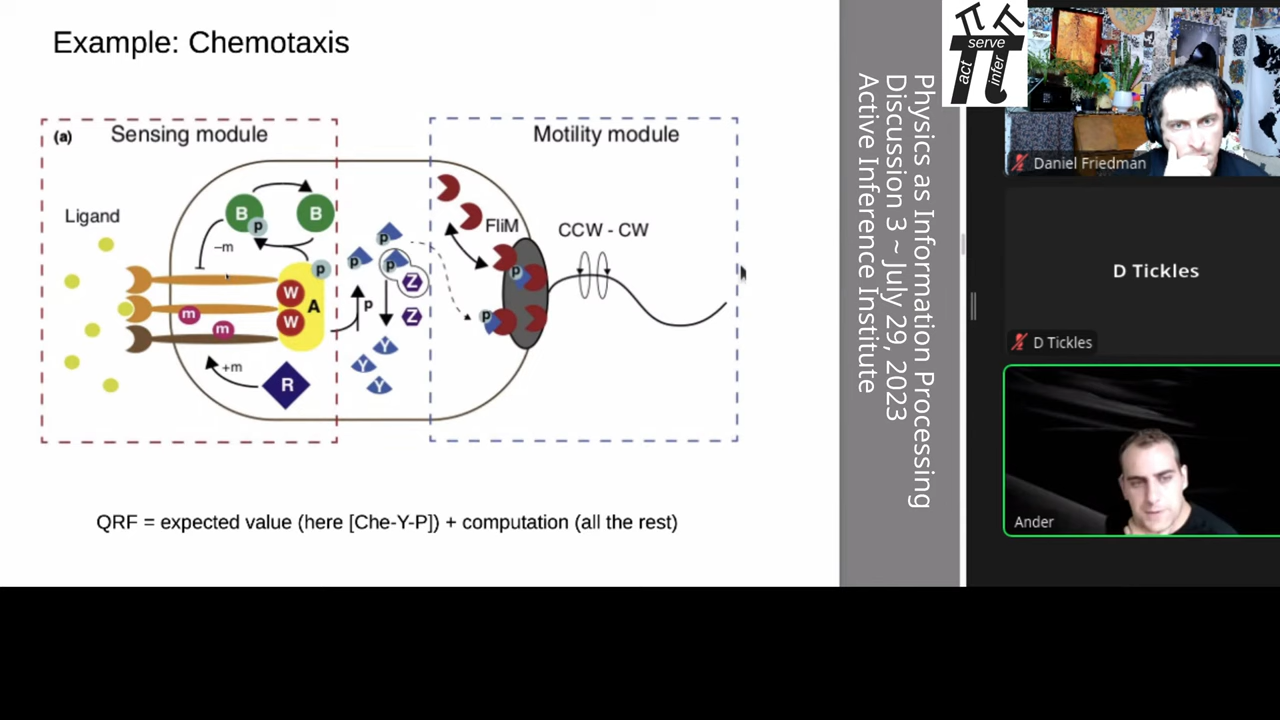 Example: Chemotaxis
(a)
Sensing module
Motility module
Ligand
B
p
B
–m
FliM
CCW - CW
p
p
p
p
Z
W
A
W
m
m
p
Z
p
p
Y
Y
Y
+m
R
QRF = expected value (here [Che-Y-P]) + computation (all the rest)
Physics as Information Processing
Discussion 3 ~ July 29, 2023
Active Inference Institute
serve
act
infer
Daniel Friedman
D Tickles
D Tickles
Ander